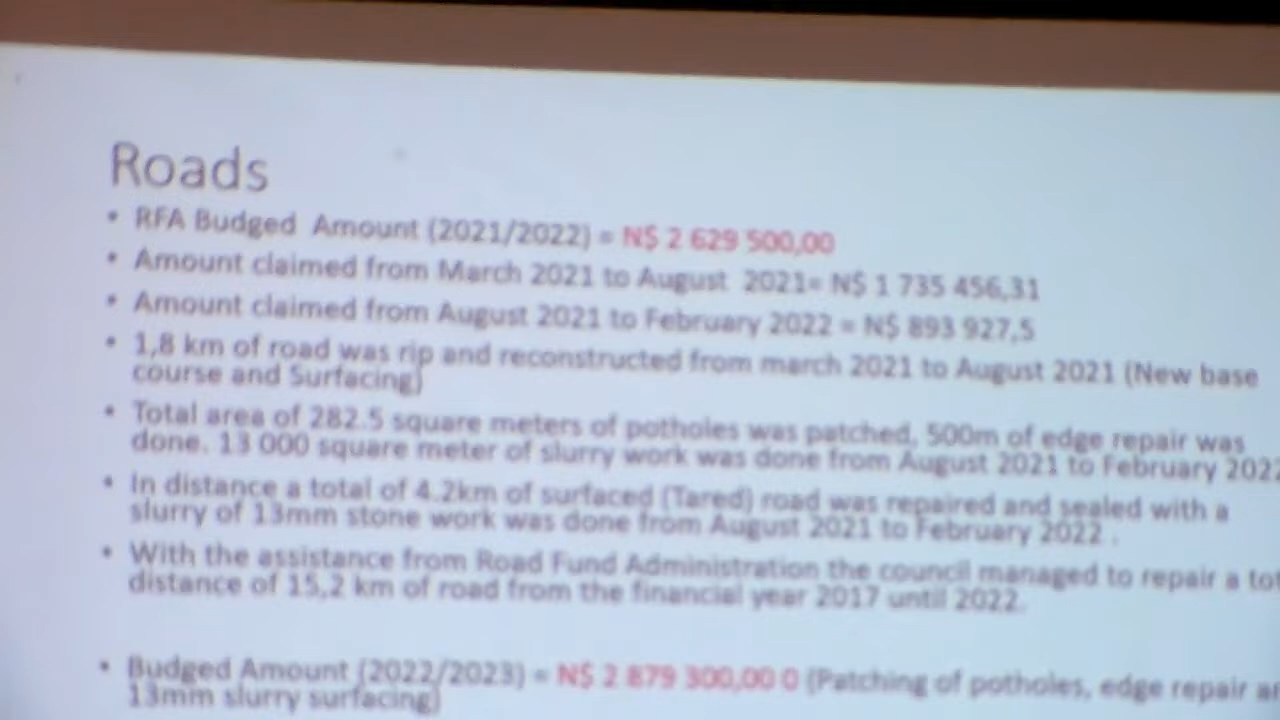 Roads
• RFA Budged Amount (2021/2022) = N$ 2 629 500,00
• Amount claimed from March 2021 to August 2021= N$ 1 735 456,31
• Amount claimed from August 2021 to February 2022 = N$ 893 927,5
• 1,8 km of road was rip and reconstructed from march 2021 to August 2021 (New base
course and Surfacing)
• Total area of 282.5 square meters of potholes was patched, 500m of edge repair was
done. 13 000 square meter of slurry work was done from August 2021 to February 202
• In distance a total of 4.2km of surfaced (Tared) road was repaired and sealed with a
slurry of 13mm stone work was done from August 2021 to February 2022 .
• With the assistance from Road Fund Administration the council managed to repair a tot
distance of 15,2 km of road from the financial year 2017 until 2022.
• Budged Amount (2022/2023) = N$ 2 879 300,00 0 (Patching of potholes, edge repair an
13mm slurry surfacing)